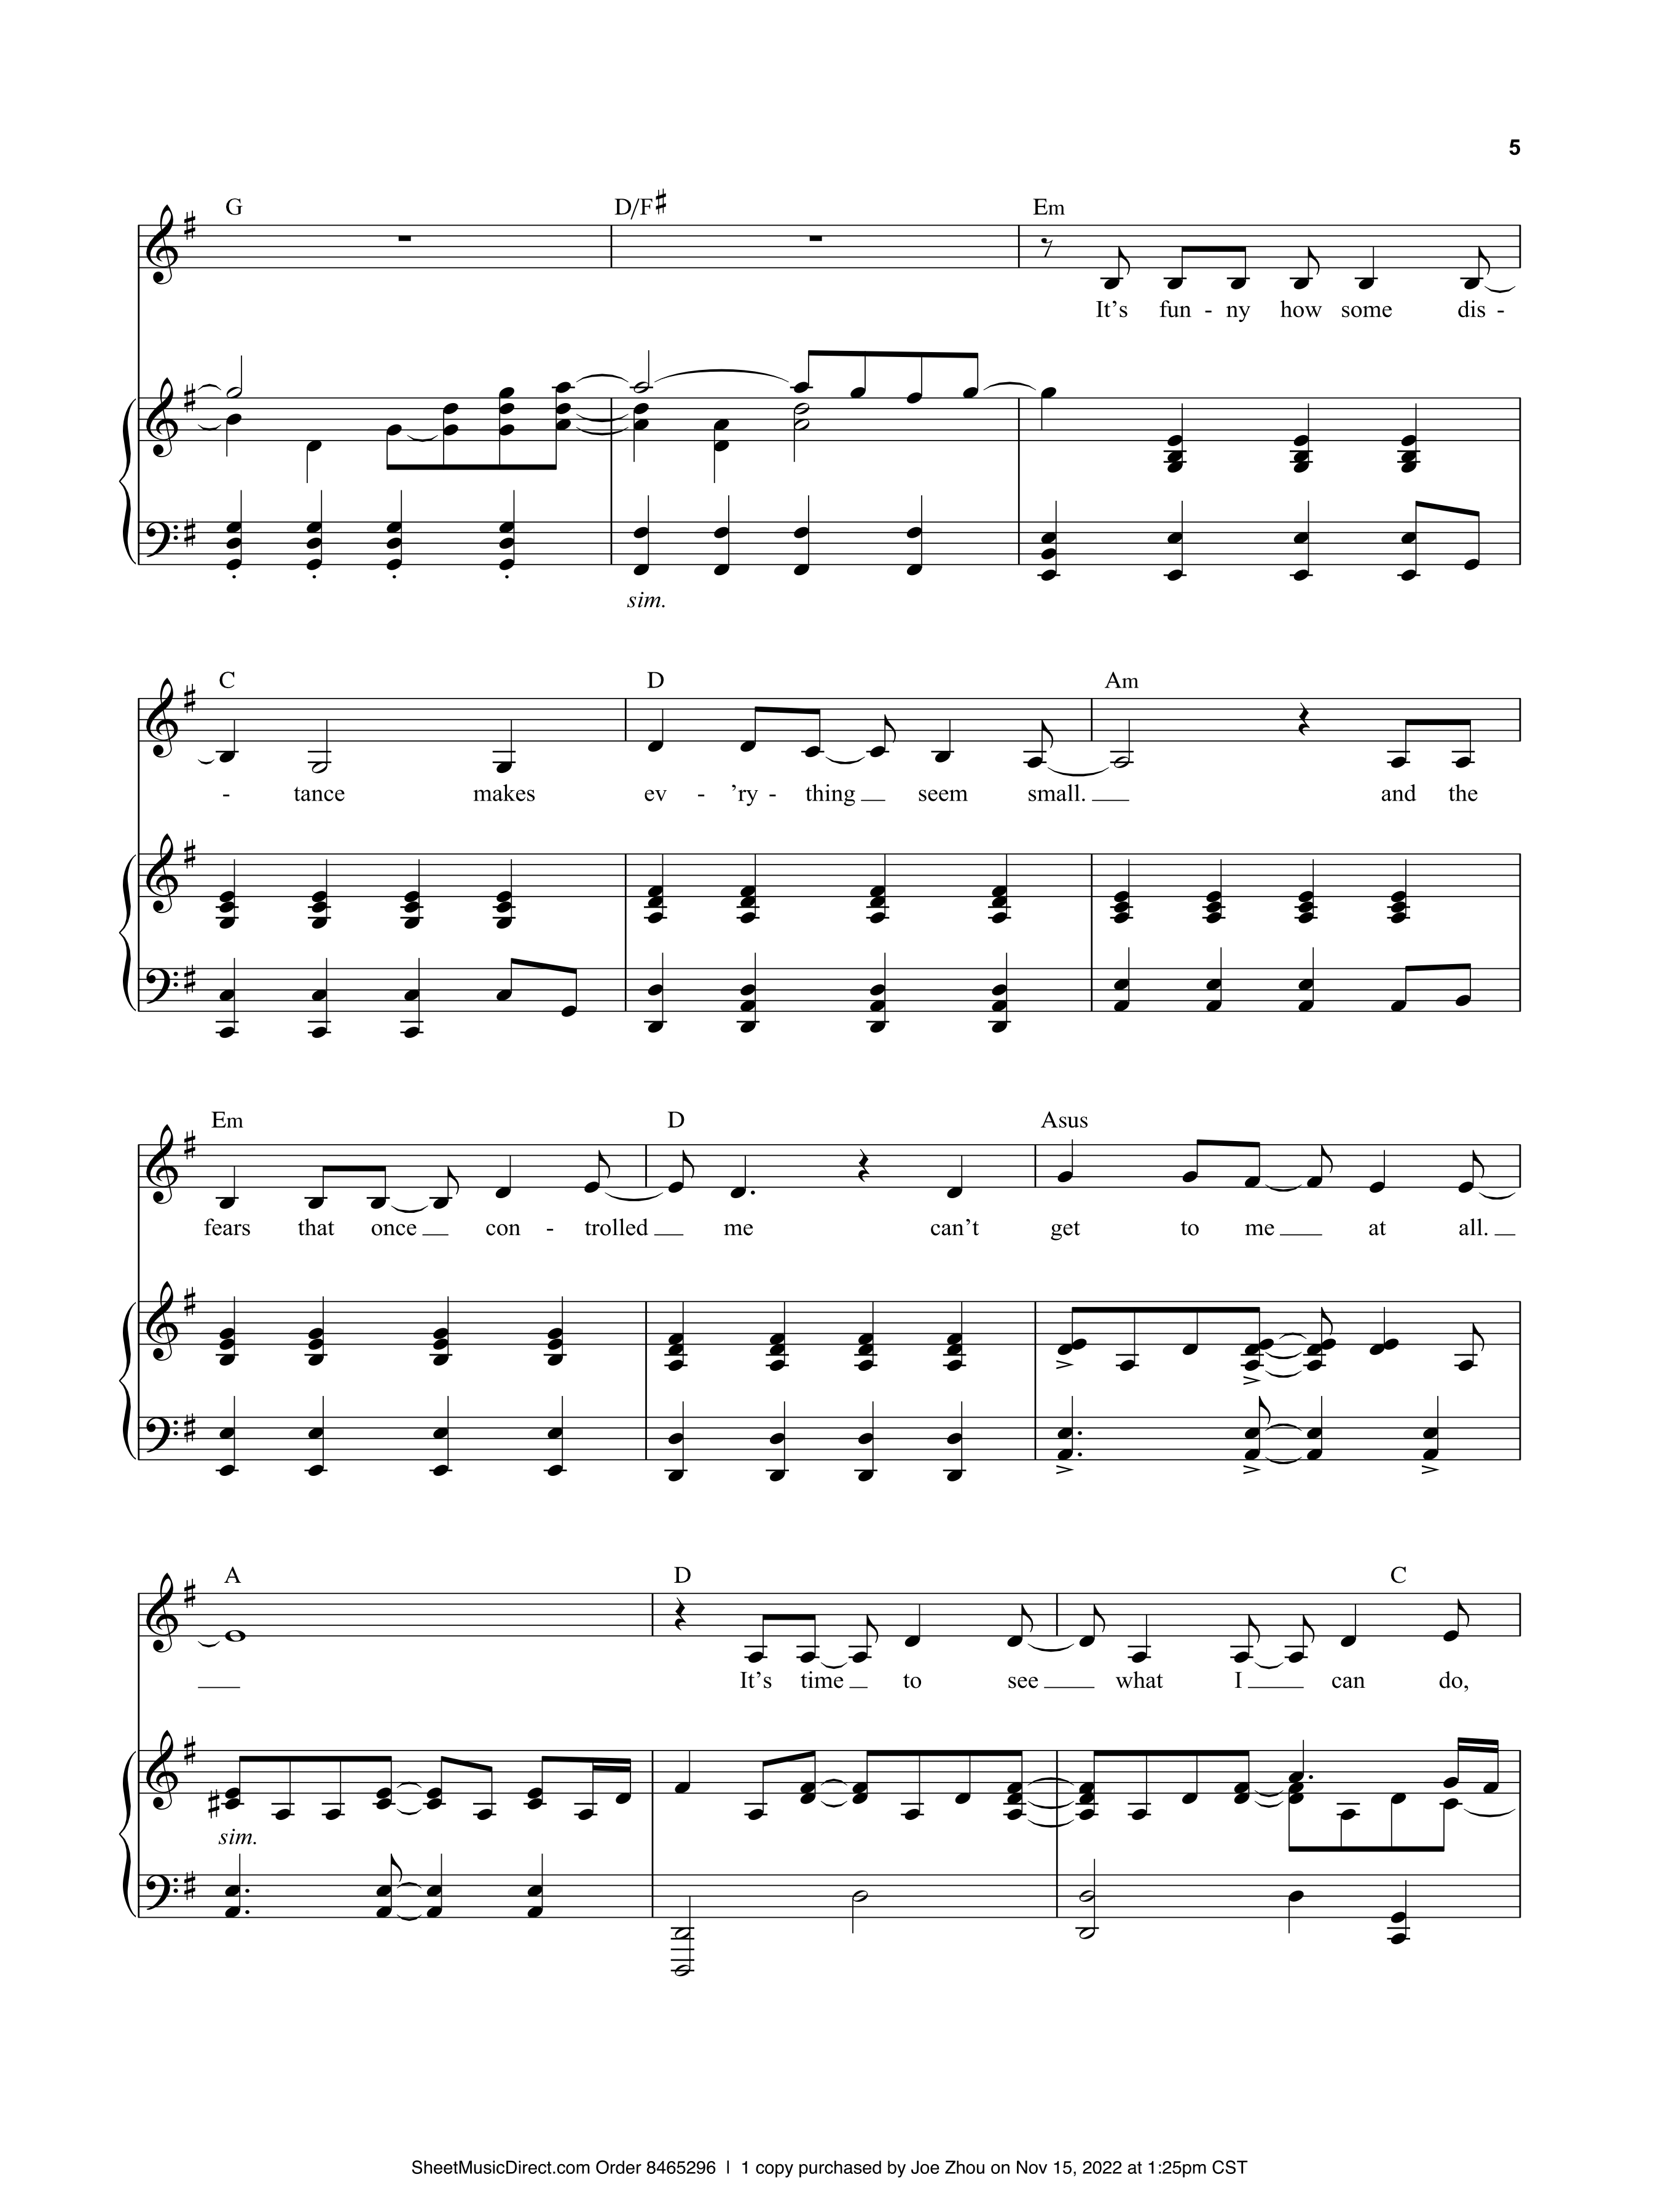 5
G D/F♯ Em
It's fun - ny how some dis -
sim.
C D Am
- tance makes ev - 'ry - thing seem small. and the
Em D Asus
fears that once con - trolled me can't get to me at all.
A D C
It's time to see what I can do,
sim.
SheetMusicDirect.com Order 8465296 | 1 copy purchased by Joe Zhou on Nov 15, 2022 at 1:25pm CST